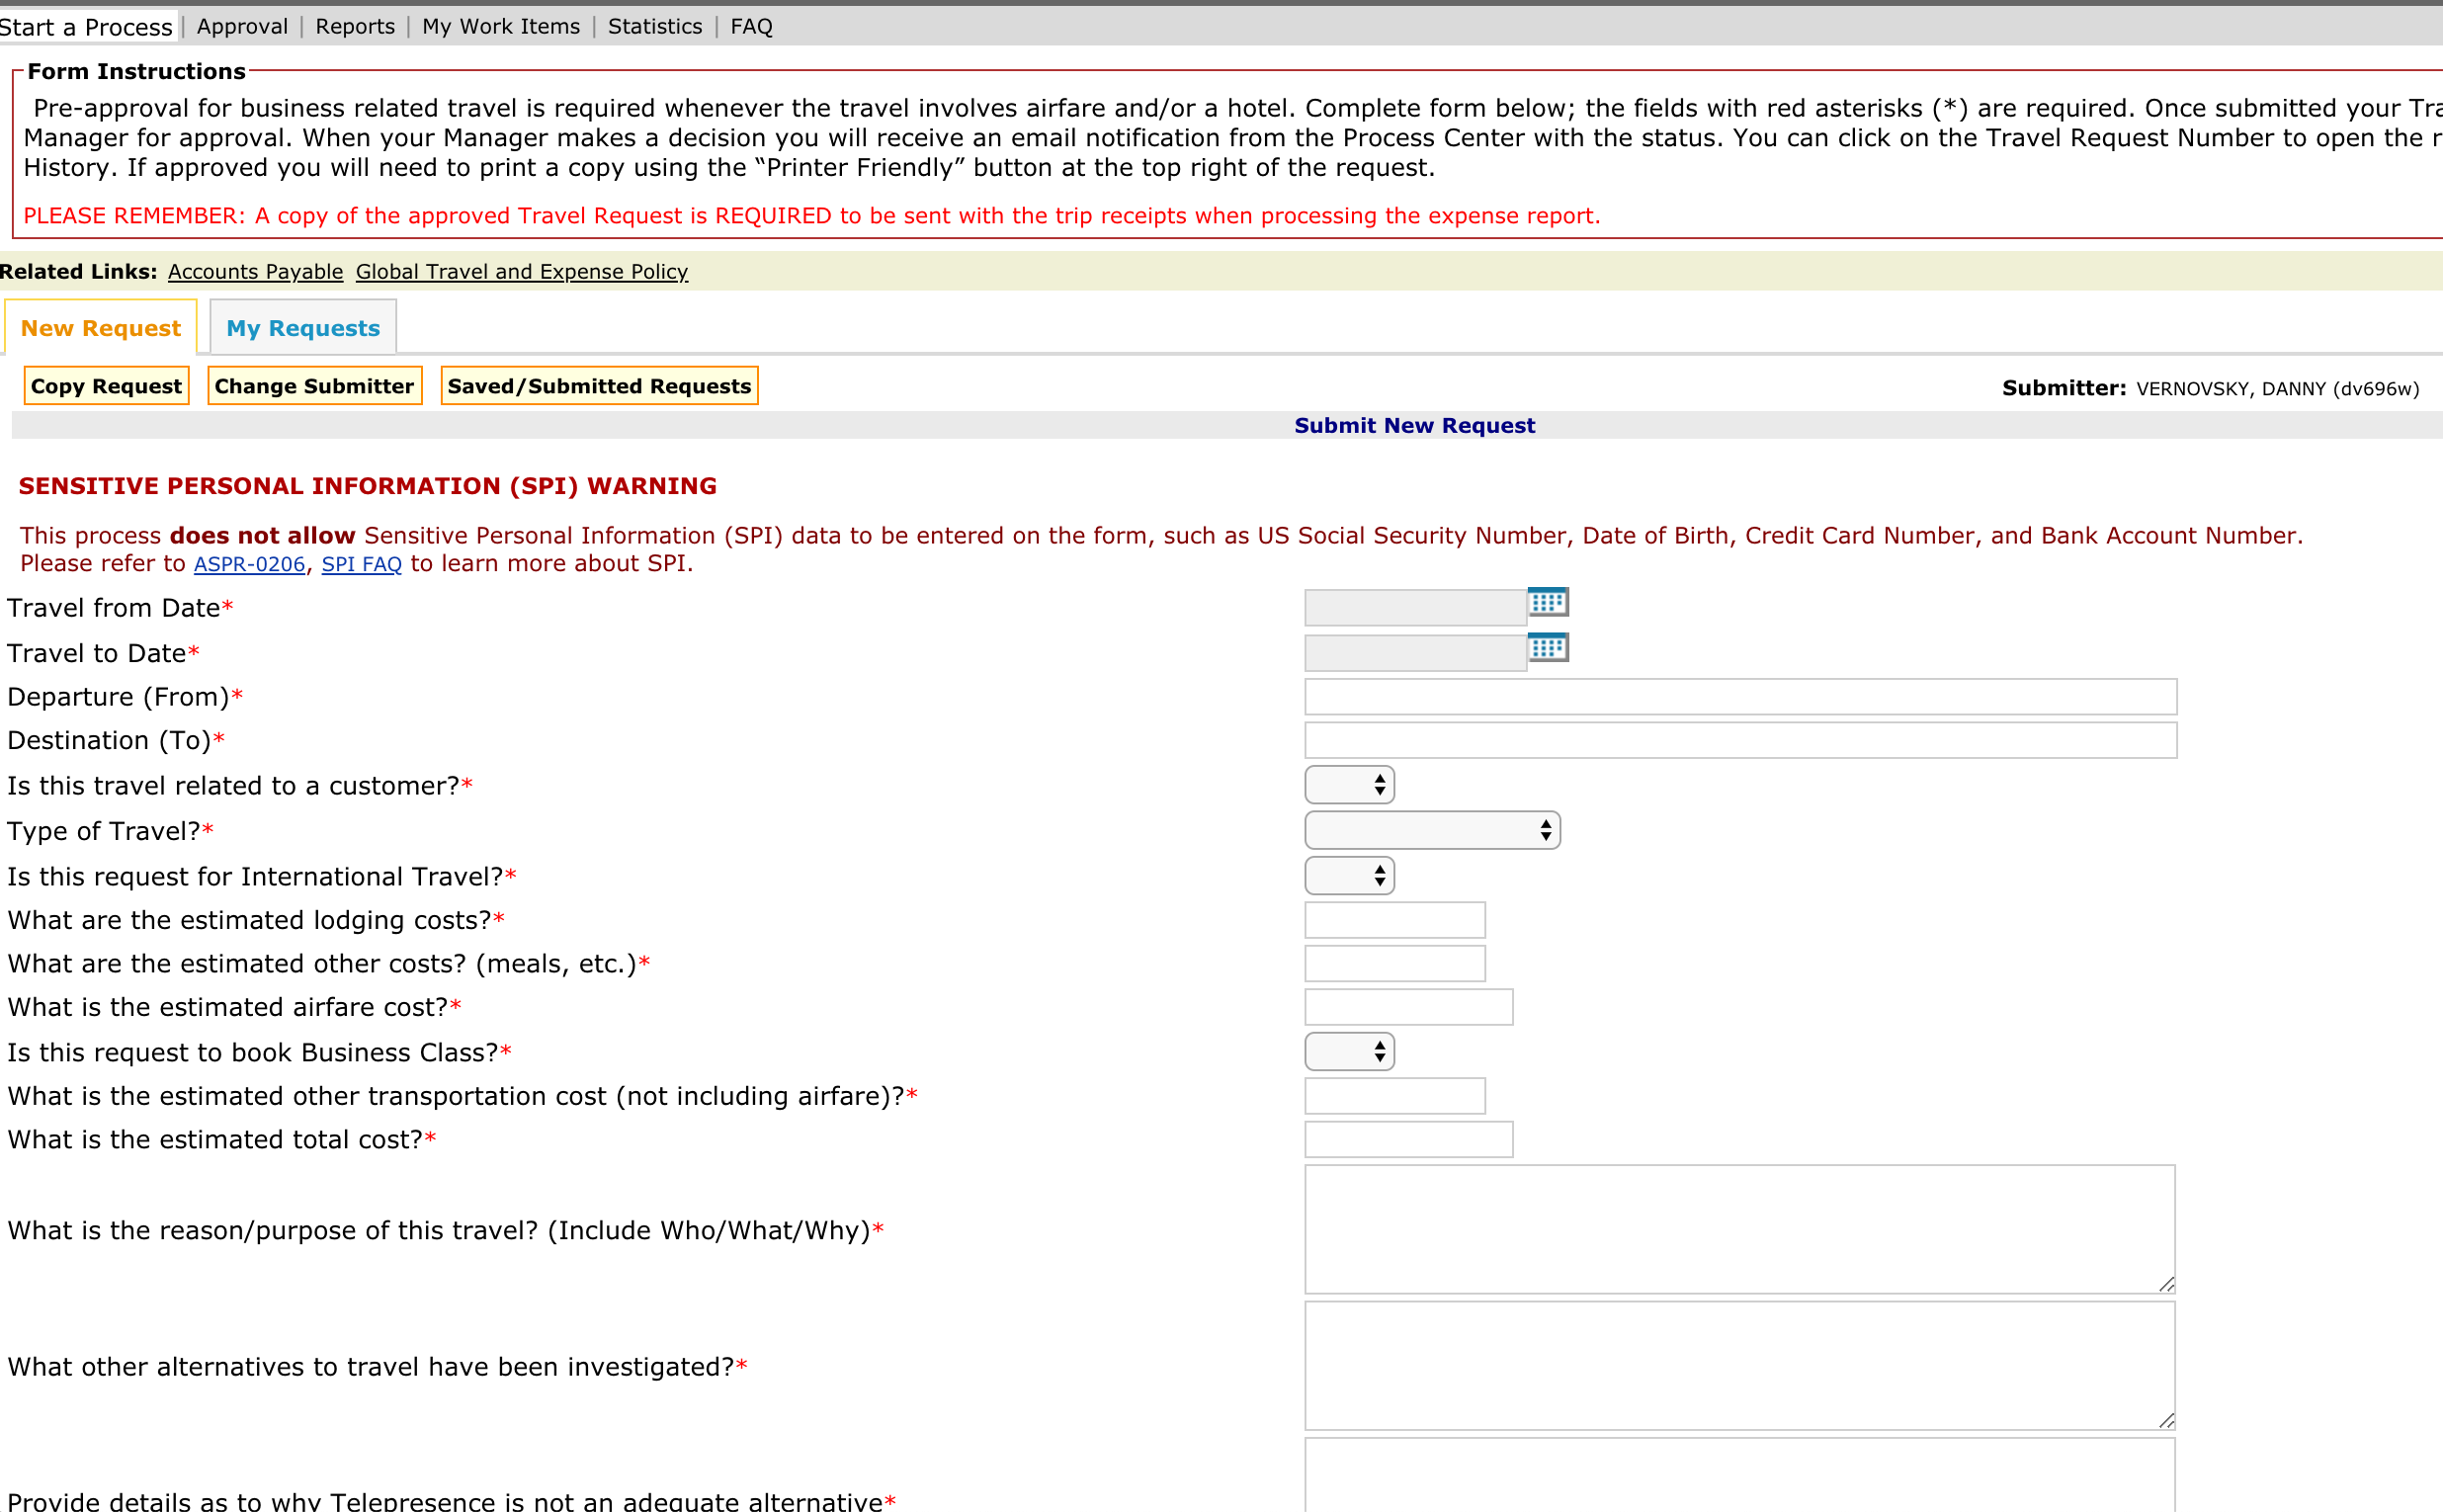 Start a Process | Approval | Reports | My Work Items | Statistics | FAQ
Form Instructions
Pre-approval for business related travel is required whenever the travel involves airfare and/or a hotel. Complete form below; the fields with red asterisks (*) are required. Once submitted your
Manager for approval. When your Manager makes a decision you will receive an email notification from the Process Center with the status. You can click on the Travel Request Number to open the
History. If approved you will need to print a copy using the “Printer Friendly” button at the top right of the request.
PLEASE REMEMBER: A copy of the approved Travel Request is REQUIRED to be sent with the trip receipts when processing the expense report.
Related Links: Accounts Payable Global Travel and Expense Policy
New Request My Requests
Copy Request Change Submitter Saved/Submitted Requests Submitter: VERNOVSKY, DANNY (dv696w)
Submit New Request
SENSITIVE PERSONAL INFORMATION (SPI) WARNING
This process does not allow Sensitive Personal Information (SPI) data to be entered on the form, such as US Social Security Number, Date of Birth, Credit Card Number, and Bank Account Number.
Please refer to ASPR-0206, SPI FAQ to learn more about SPI.
Travel from Date*
Travel to Date*
Departure (From)*
Destination (To)*
Is this travel related to a customer?*
Type of Travel?*
Is this request for International Travel?*
What are the estimated lodging costs?*
What are the estimated other costs? (meals, etc.)*
What is the estimated airfare cost?*
Is this request to book Business Class?*
What is the estimated other transportation cost (not including airfare)?*
What is the estimated total cost?*
What is the reason/purpose of this travel? (Include Who/What/Why)*
What other alternatives to travel have been investigated?*
Provide details as to why Telepresence is not an adequate alternative*